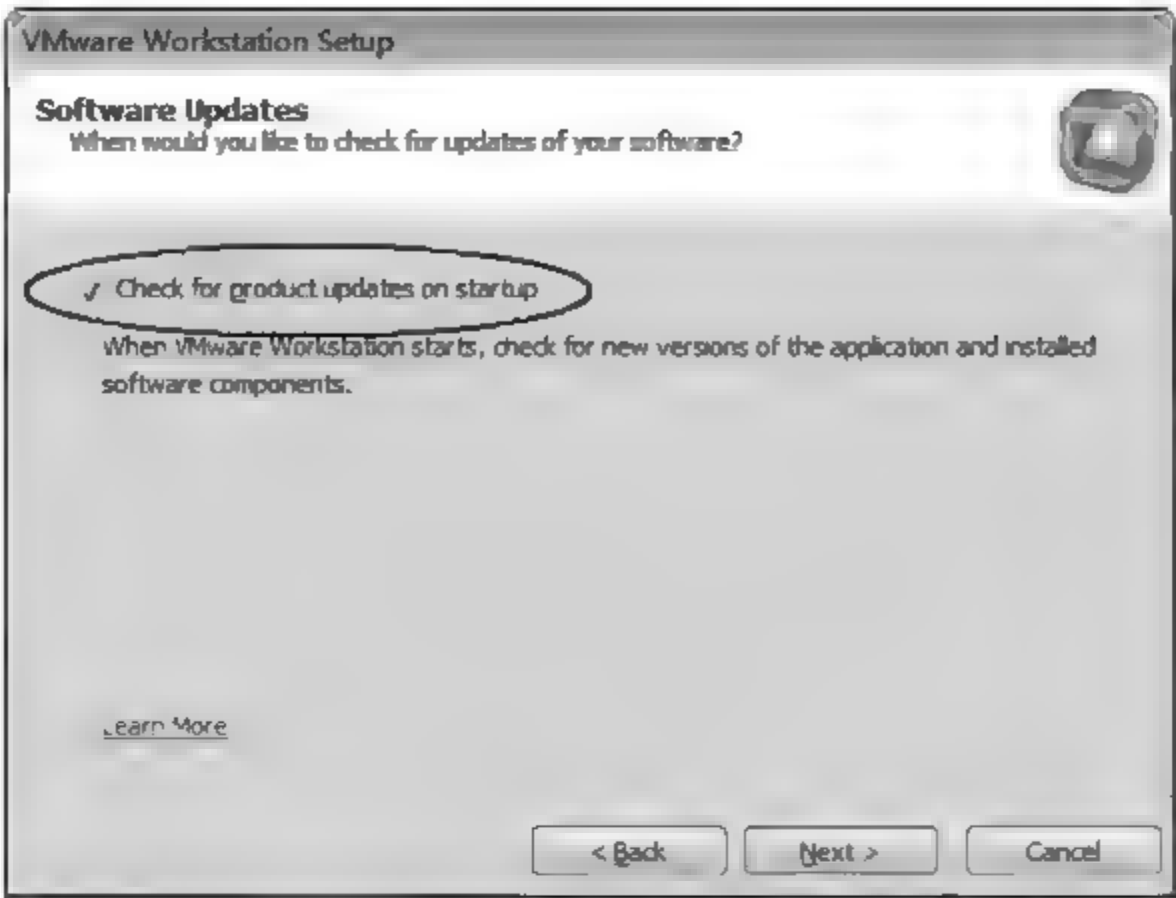 VMware Workstation Setup
Software Updates
When would you like to check for updates of your software?
✓ Check for product updates on startup
When VMware Workstation starts, check for new versions of the application and installed
software components.
Learn More
< Back
Next >
Cancel